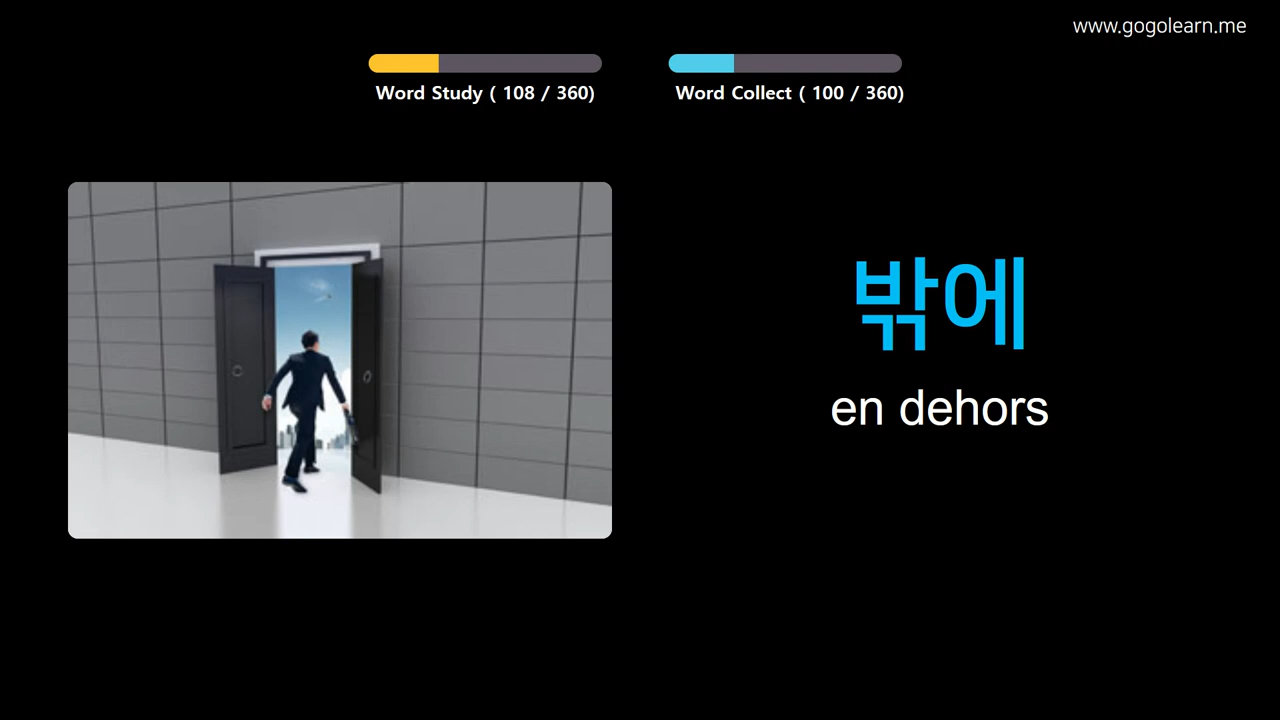 www.gogolearn.me
Word Study ( 108 / 360)
Word Collect ( 100 / 360)
밖에
en dehors